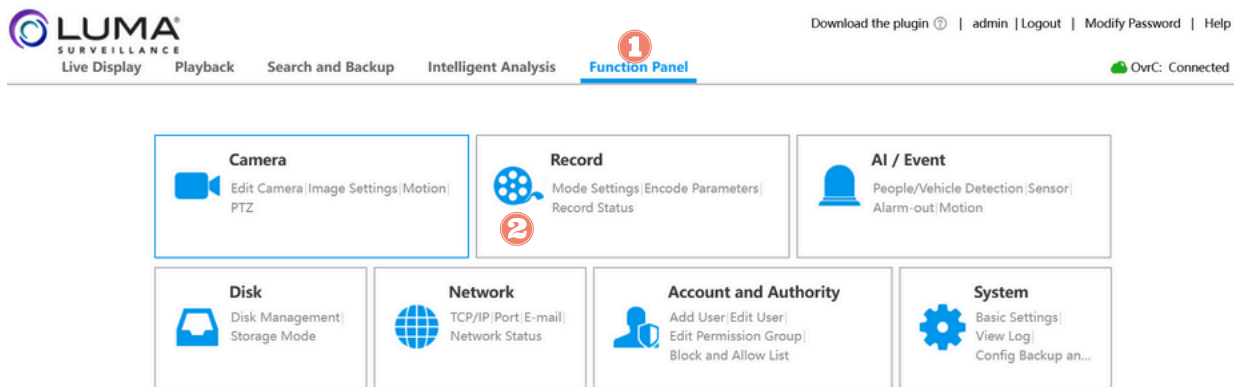 LUMA
SURVEILLANCE
Download the plugin ? | admin | Logout | Modify Password | Help
1
Live Display Playback Search and Backup Intelligent Analysis Function Panel
OvrC: Connected
Camera
Edit Camera|Image Settings|Motion|
PTZ
Record
Mode Settings|Encode Parameters|
Record Status
2
AI / Event
People/Vehicle Detection|Sensor|
Alarm-out|Motion
Disk
Disk Management|
Storage Mode
Network
TCP/IP|Port|E-mail|
Network Status
Account and Authority
Add User|Edit User|
Edit Permission Group|
Block and Allow List
System
Basic Settings|
View Log|
Config Backup an...